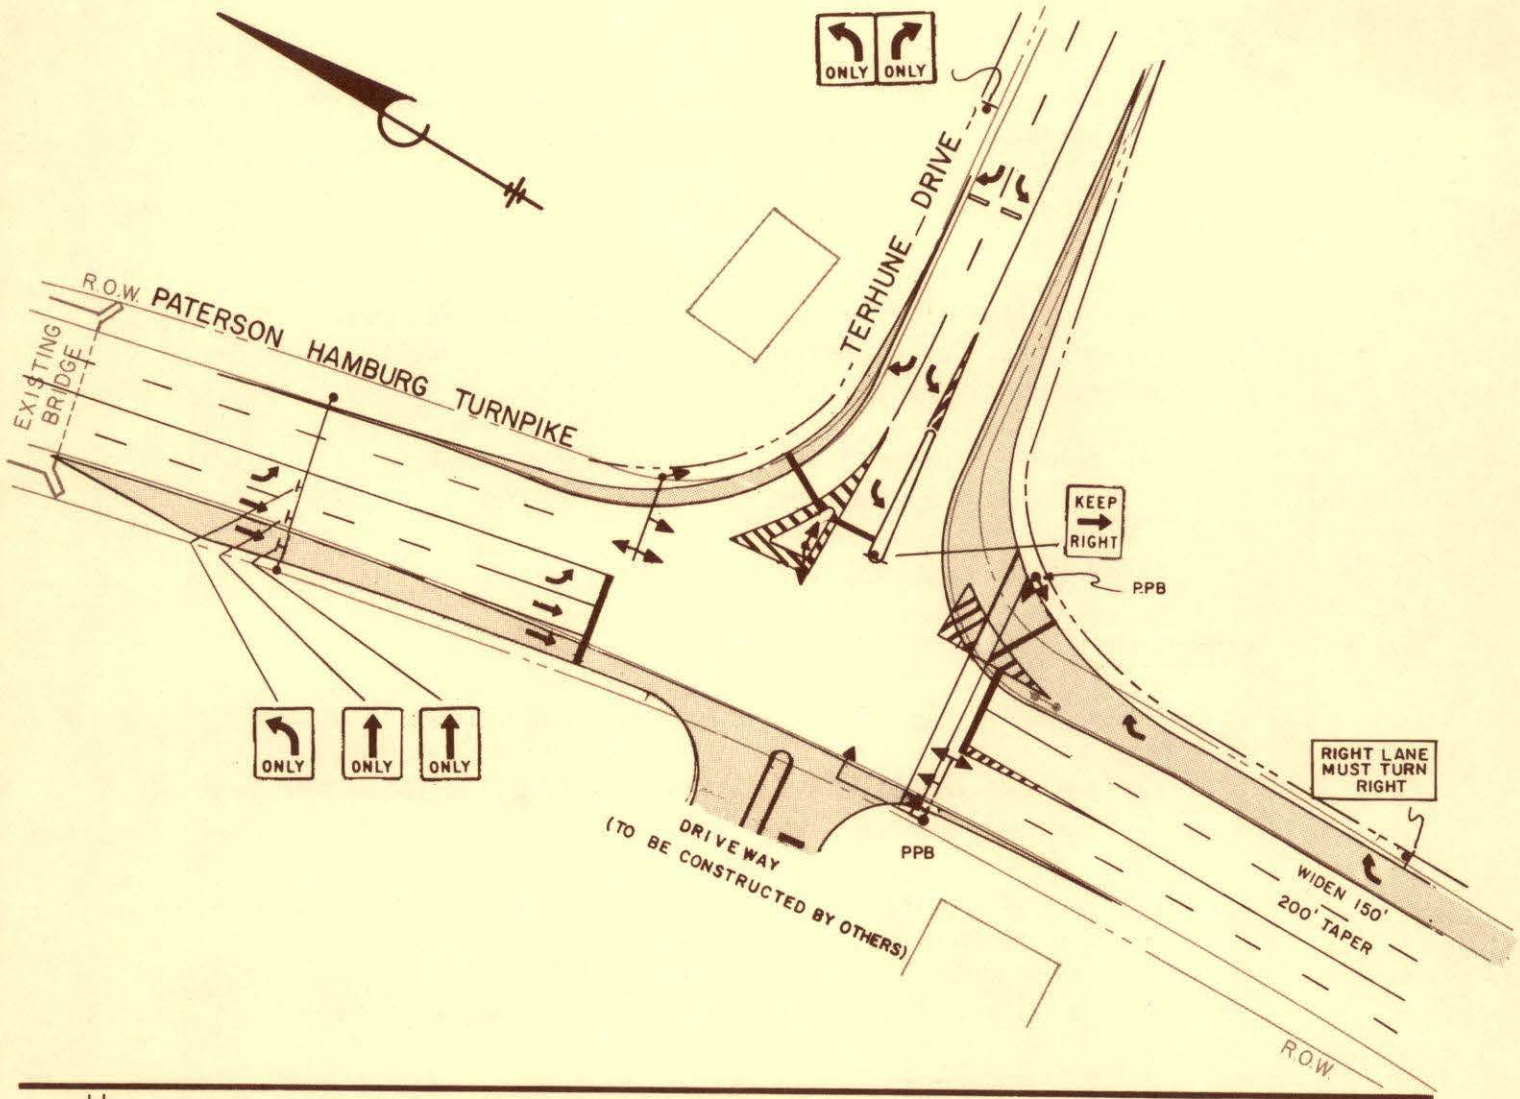 ONLY ONLY
TERHUNE DRIVE
R.O.W. PATERSON HAMBURG TURNPIKE
EXISTING
BRIDGE
KEEP
RIGHT
P.P.B
ONLY
ONLY
ONLY
RIGHT LANE
MUST TURN
RIGHT
DRIVEWAY
(TO BE CONSTRUCTED BY OTHERS)
PPB
WIDEN 150'
200' TAPER
R.O.W.